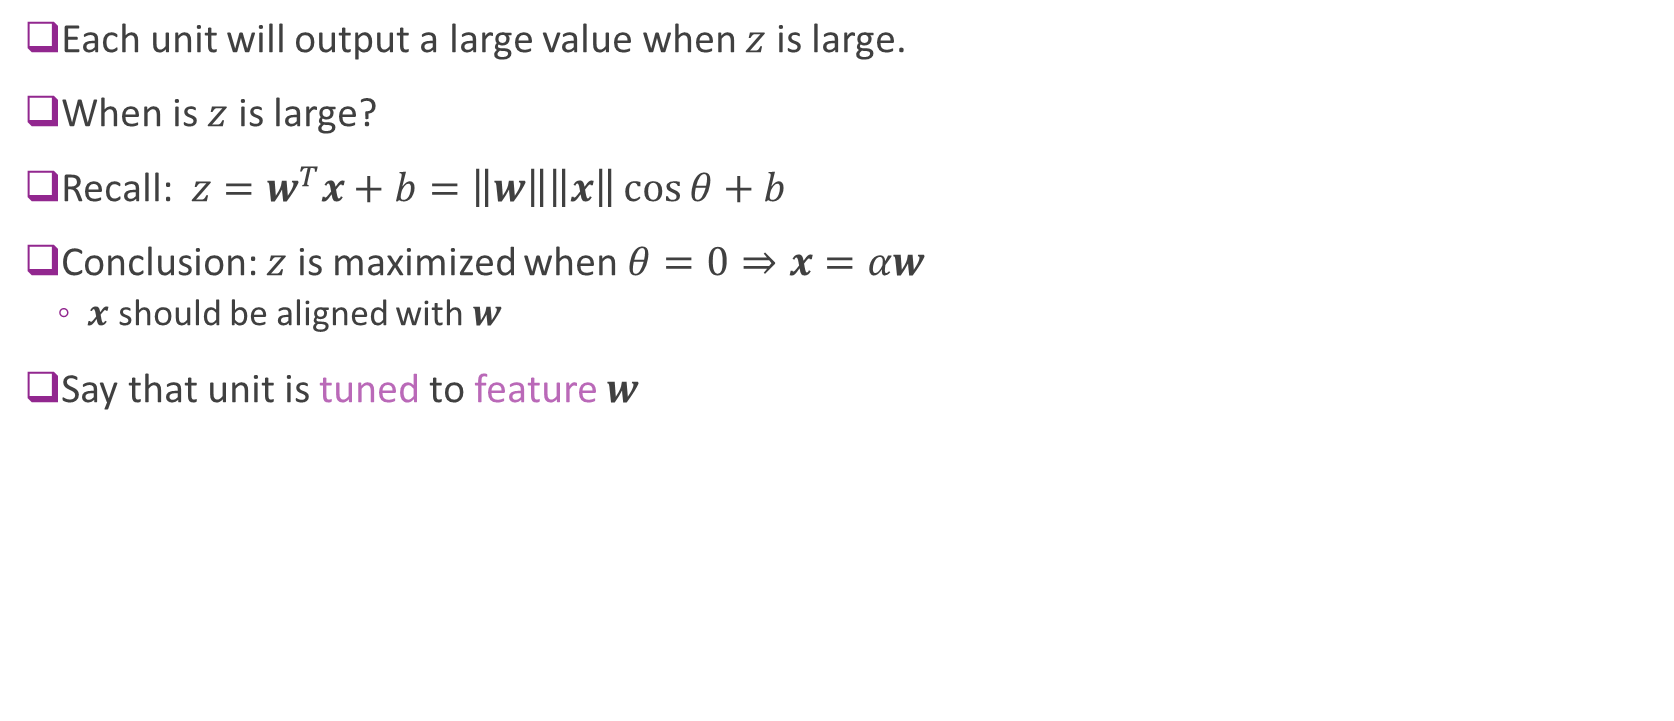 ❑Each unit will output a large value when 𝑧 is large.
❑When is 𝑧 is large?
❑Recall: 𝑧 = 𝒘ᵀ𝒙 + 𝑏 = ‖𝒘‖‖𝒙‖ cos 𝜃 + 𝑏
❑Conclusion: 𝑧 is maximized when 𝜃 = 0 ⇒ 𝒙 = 𝛼𝒘
◦ 𝒙 should be aligned with 𝒘
❑Say that unit is tuned to feature 𝒘